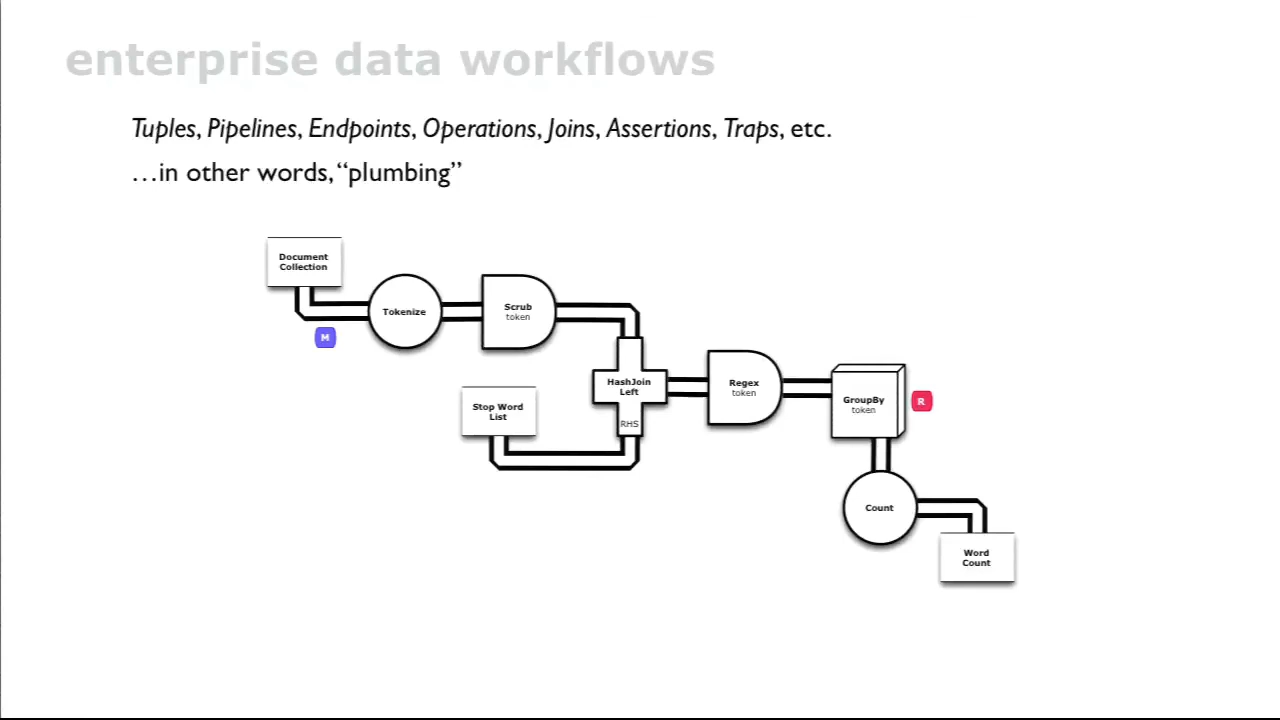 enterprise data workflows
Tuples, Pipelines, Endpoints, Operations, Joins, Assertions, Traps, etc.
…in other words, “plumbing”
Document
Collection
M
Tokenize
Scrub
token
Stop Word
List
HashJoin
Left
RHS
Regex
token
GroupBy
token
R
Count
Word
Count